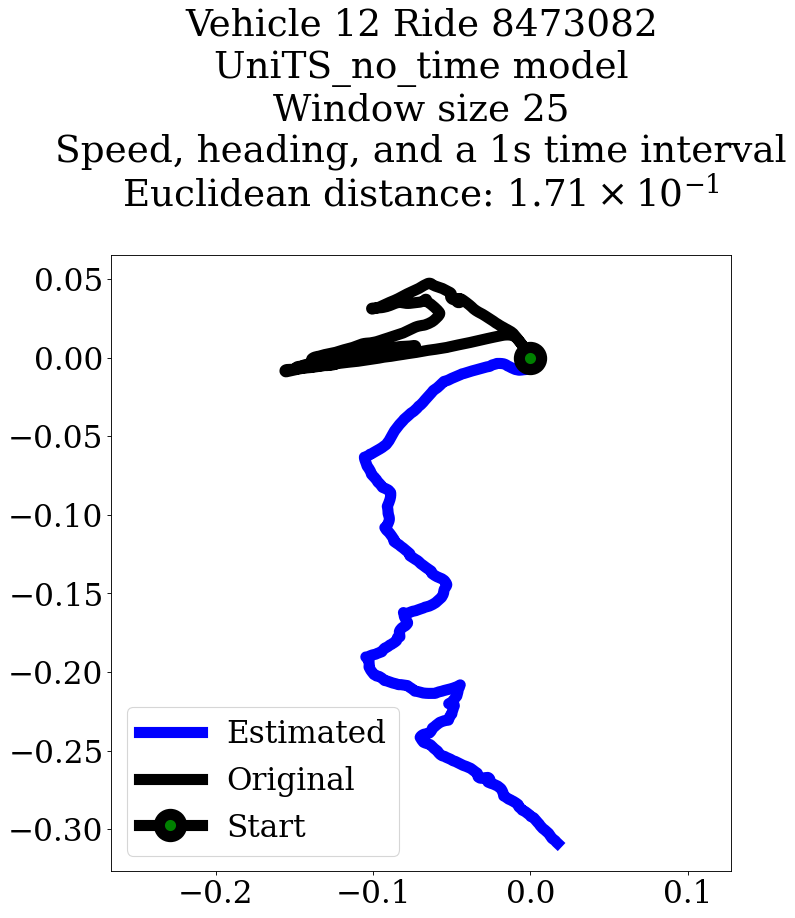 Vehicle 12 Ride 8473082
UniTS_no_time model
Window size 25
Speed, heading, and a 1s time interval
Euclidean distance: 1.71 × 10⁻¹
0.05
0.00
−0.05
−0.10
−0.15
−0.20
−0.25
−0.30
Estimated
Original
Start
−0.2
−0.1
0.0
0.1